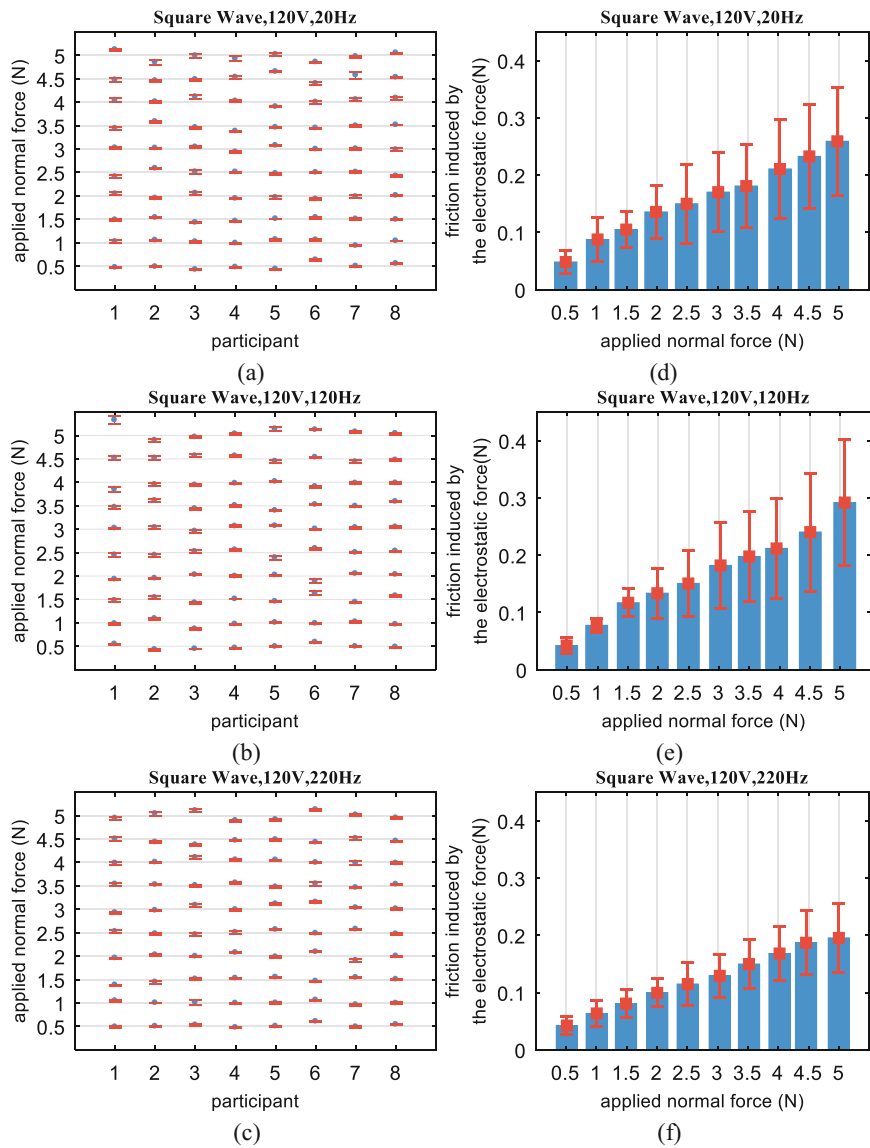 Square Wave,120V,20Hz
applied normal force (N)
5
4.5
4
3.5
3
2.5
2
1.5
1
0.5
1 2 3 4 5 6 7 8
participant
(a)
Square Wave,120V,20Hz
friction induced by
the electrostatic force(N)
0.4
0.3
0.2
0.1
0
0.5 1 1.5 2 2.5 3 3.5 4 4.5 5
applied normal force (N)
(d)
Square Wave,120V,120Hz
applied normal force (N)
5
4.5
4
3.5
3
2.5
2
1.5
1
0.5
1 2 3 4 5 6 7 8
participant
(b)
Square Wave,120V,120Hz
friction induced by
the electrostatic force(N)
0.4
0.3
0.2
0.1
0
0.5 1 1.5 2 2.5 3 3.5 4 4.5 5
applied normal force (N)
(e)
Square Wave,120V,220Hz
applied normal force (N)
5
4.5
4
3.5
3
2.5
2
1.5
1
0.5
1 2 3 4 5 6 7 8
participant
(c)
Square Wave,120V,220Hz
friction induced by
the electrostatic force(N)
0.4
0.3
0.2
0.1
0
0.5 1 1.5 2 2.5 3 3.5 4 4.5 5
applied normal force (N)
(f)